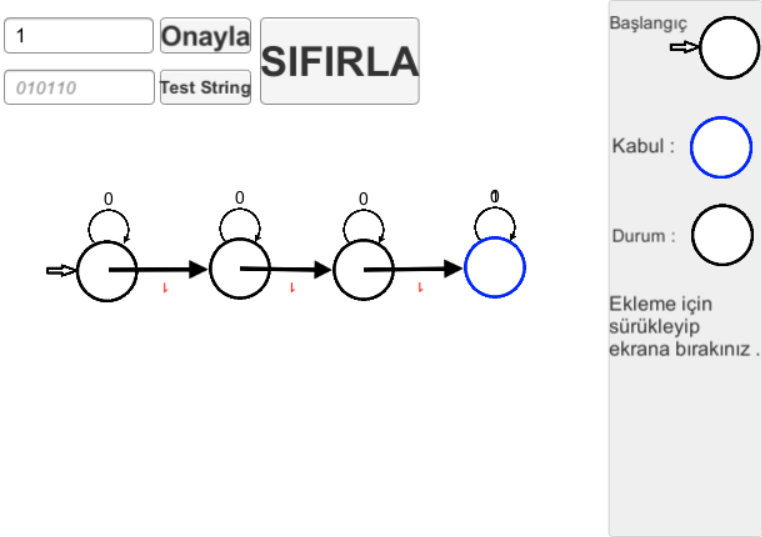 1
Onayla
SIFIRLA
010110
Test String
Başlangıç
Kabul :
Durum :
Ekleme için
sürükleyip
ekrana bırakınız .
0
0
0
1
1
1